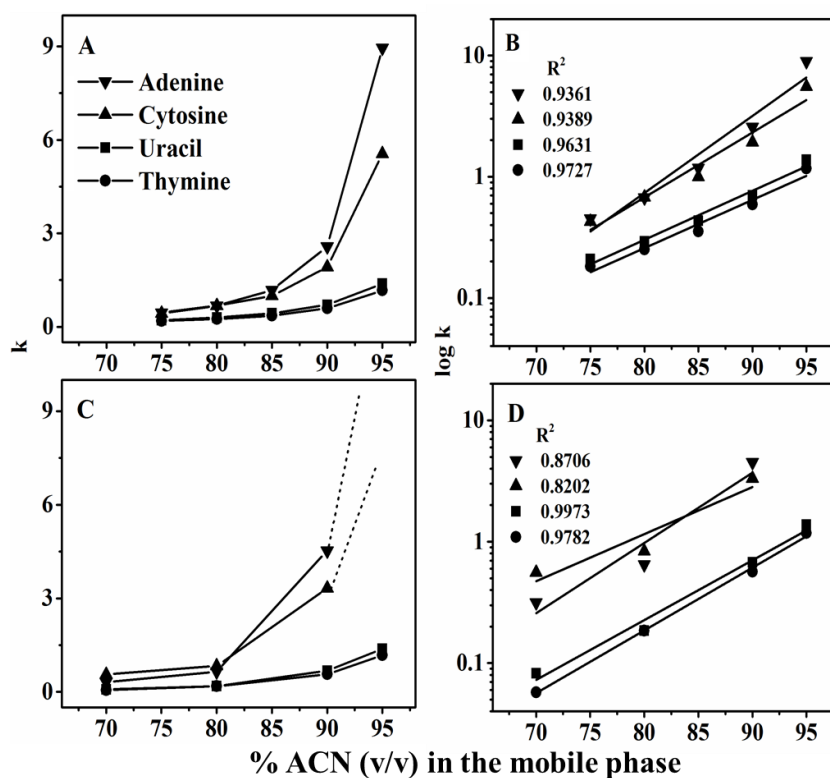 A
Adenine
Cytosine
Uracil
Thymine
9
6
3
0
70 75 80 85 90 95
k
B
R²
0.9361
0.9389
0.9631
0.9727
10
1
0.1
70 75 80 85 90 95
log k
C
9
6
3
0
70 75 80 85 90 95
D
R²
0.8706
0.8202
0.9973
0.9782
10
1
0.1
70 75 80 85 90 95
% ACN (v/v) in the mobile phase